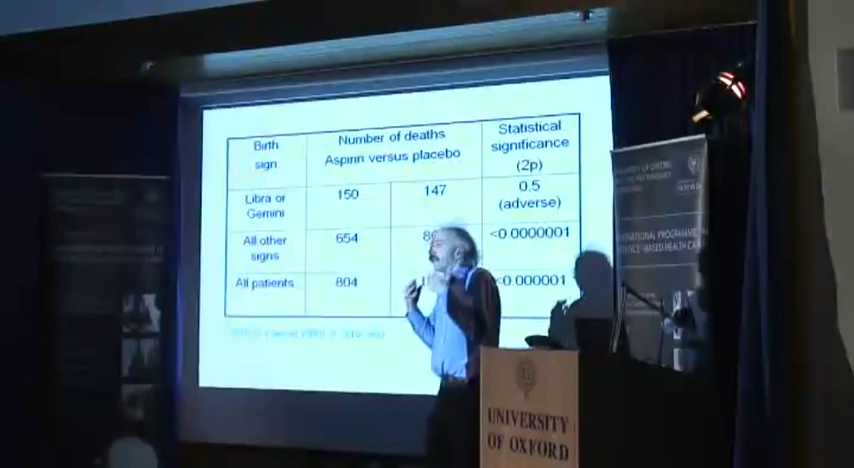 Birth
sign
Number of deaths
Aspirin versus placebo
Statistical
significance
(2p)
Libra or
Gemini
150
147
0.5
(adverse)
All other
signs
654
<0.0000001
All patients
804
<0.000001
UNIVERSITY
OF OXFORD